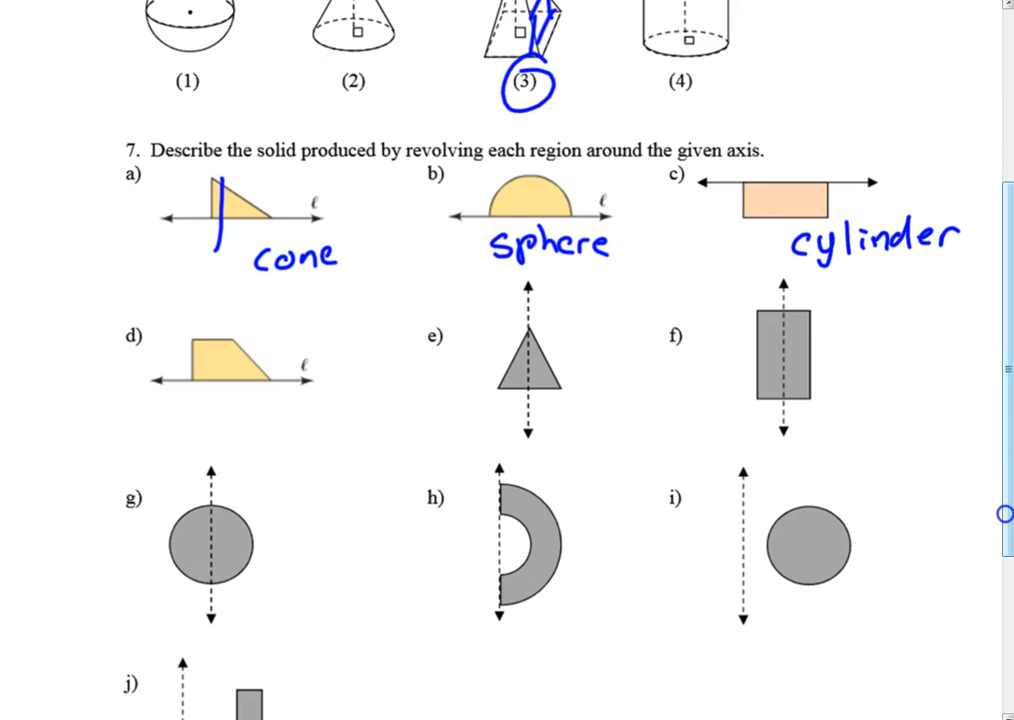 (1) (2) (3) (4)
7. Describe the solid produced by revolving each region around the given axis.
a) b) c)
ℓ ℓ
cone sphere cylinder
d) e) f)
ℓ
g) h) i)
j)